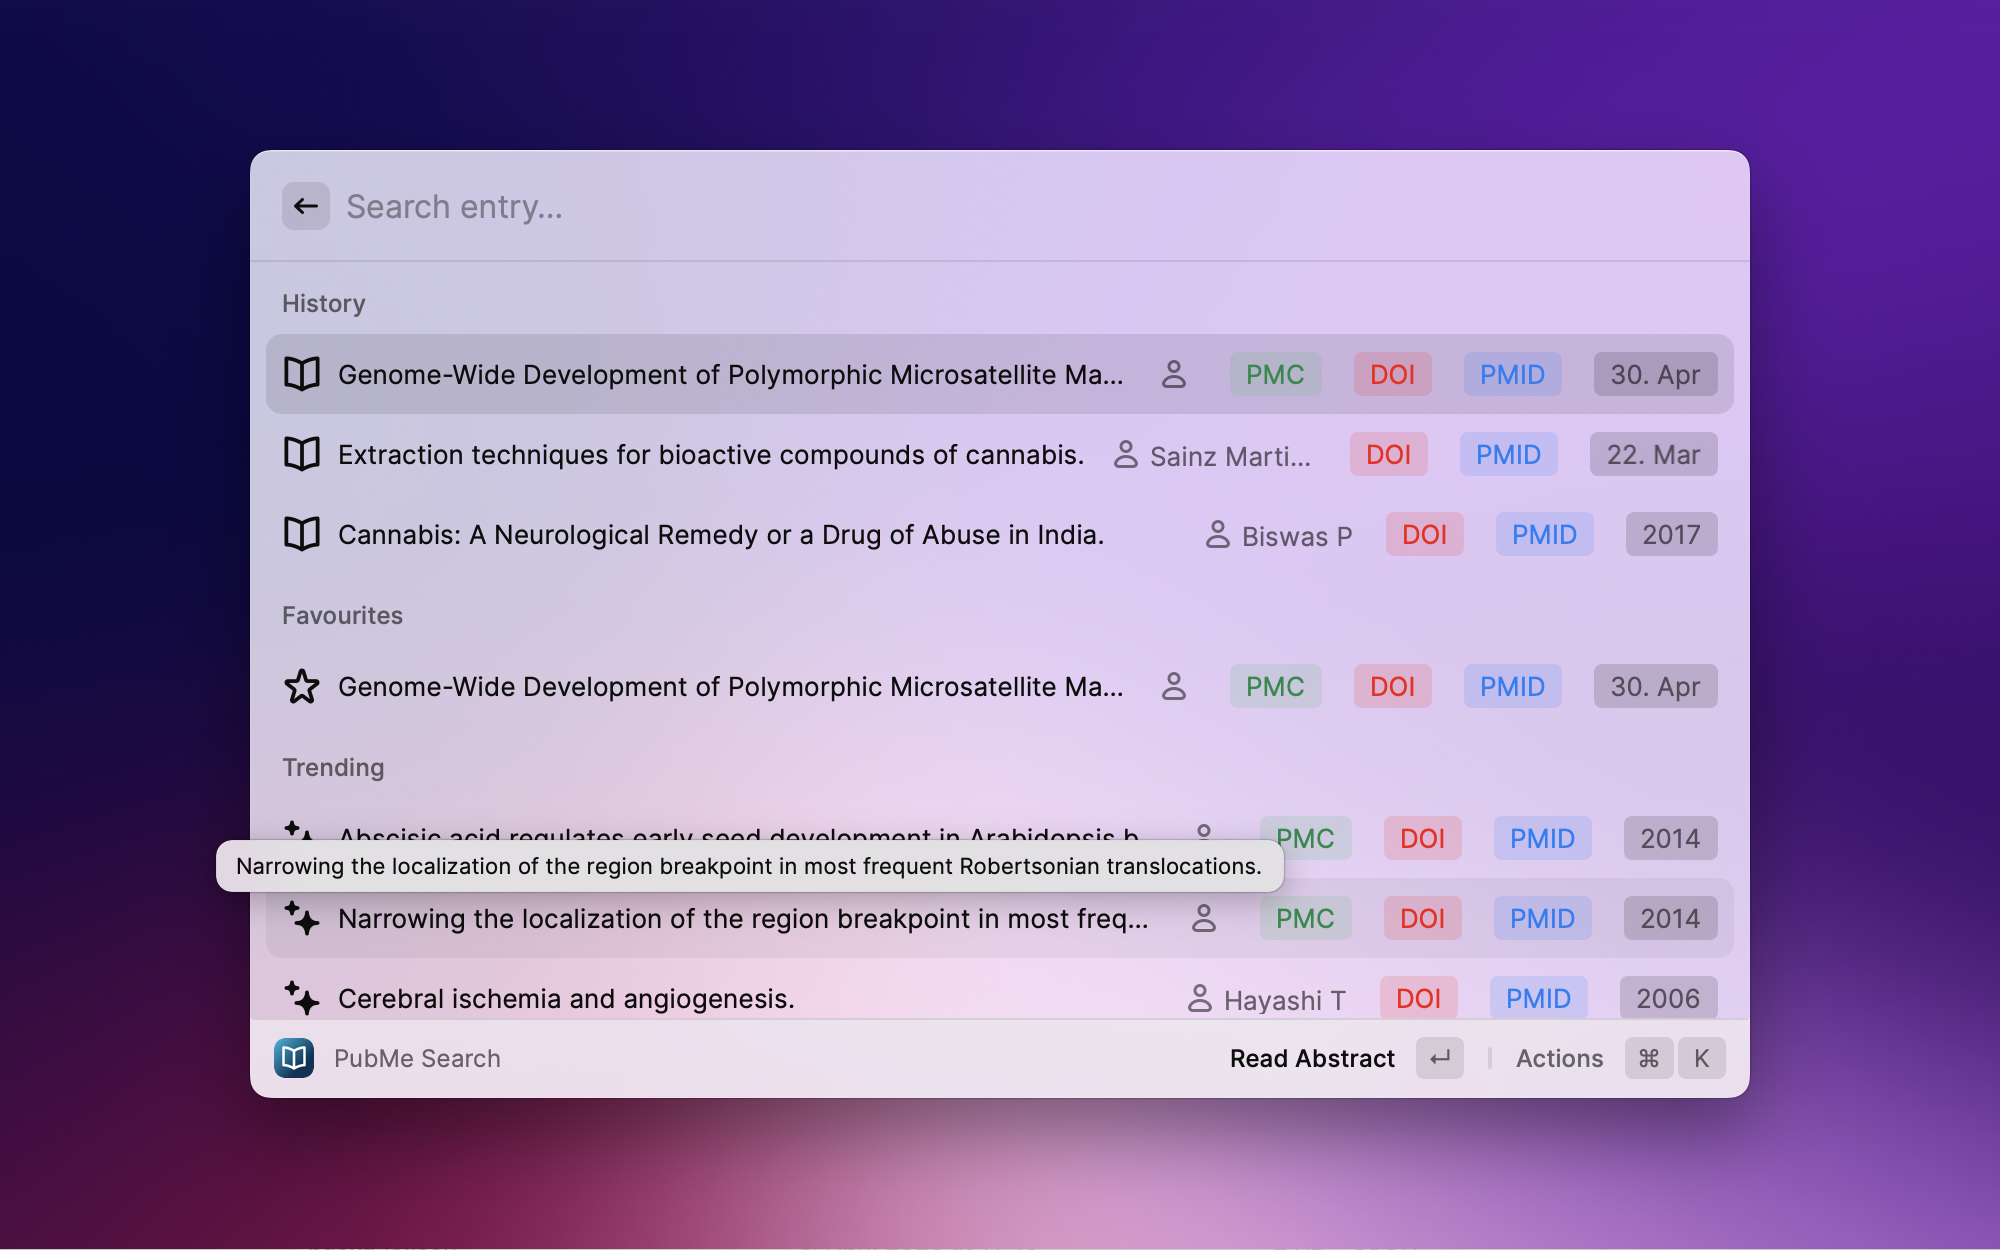 Search entry...
History
Genome-Wide Development of Polymorphic Microsatellite Ma... PMC DOI PMID 30. Apr
Extraction techniques for bioactive compounds of cannabis. Sainz Marti... DOI PMID 22. Mar
Cannabis: A Neurological Remedy or a Drug of Abuse in India. Biswas P DOI PMID 2017
Favourites
Genome-Wide Development of Polymorphic Microsatellite Ma... PMC DOI PMID 30. Apr
Trending
Abscisic acid regulates early seed development in Arabidopsis b PMC DOI PMID 2014
Narrowing the localization of the region breakpoint in most frequent Robertsonian translocations.
Narrowing the localization of the region breakpoint in most freq... PMC DOI PMID 2014
Cerebral ischemia and angiogenesis. Hayashi T DOI PMID 2006
PubMe Search Read Abstract Actions ⌘ K